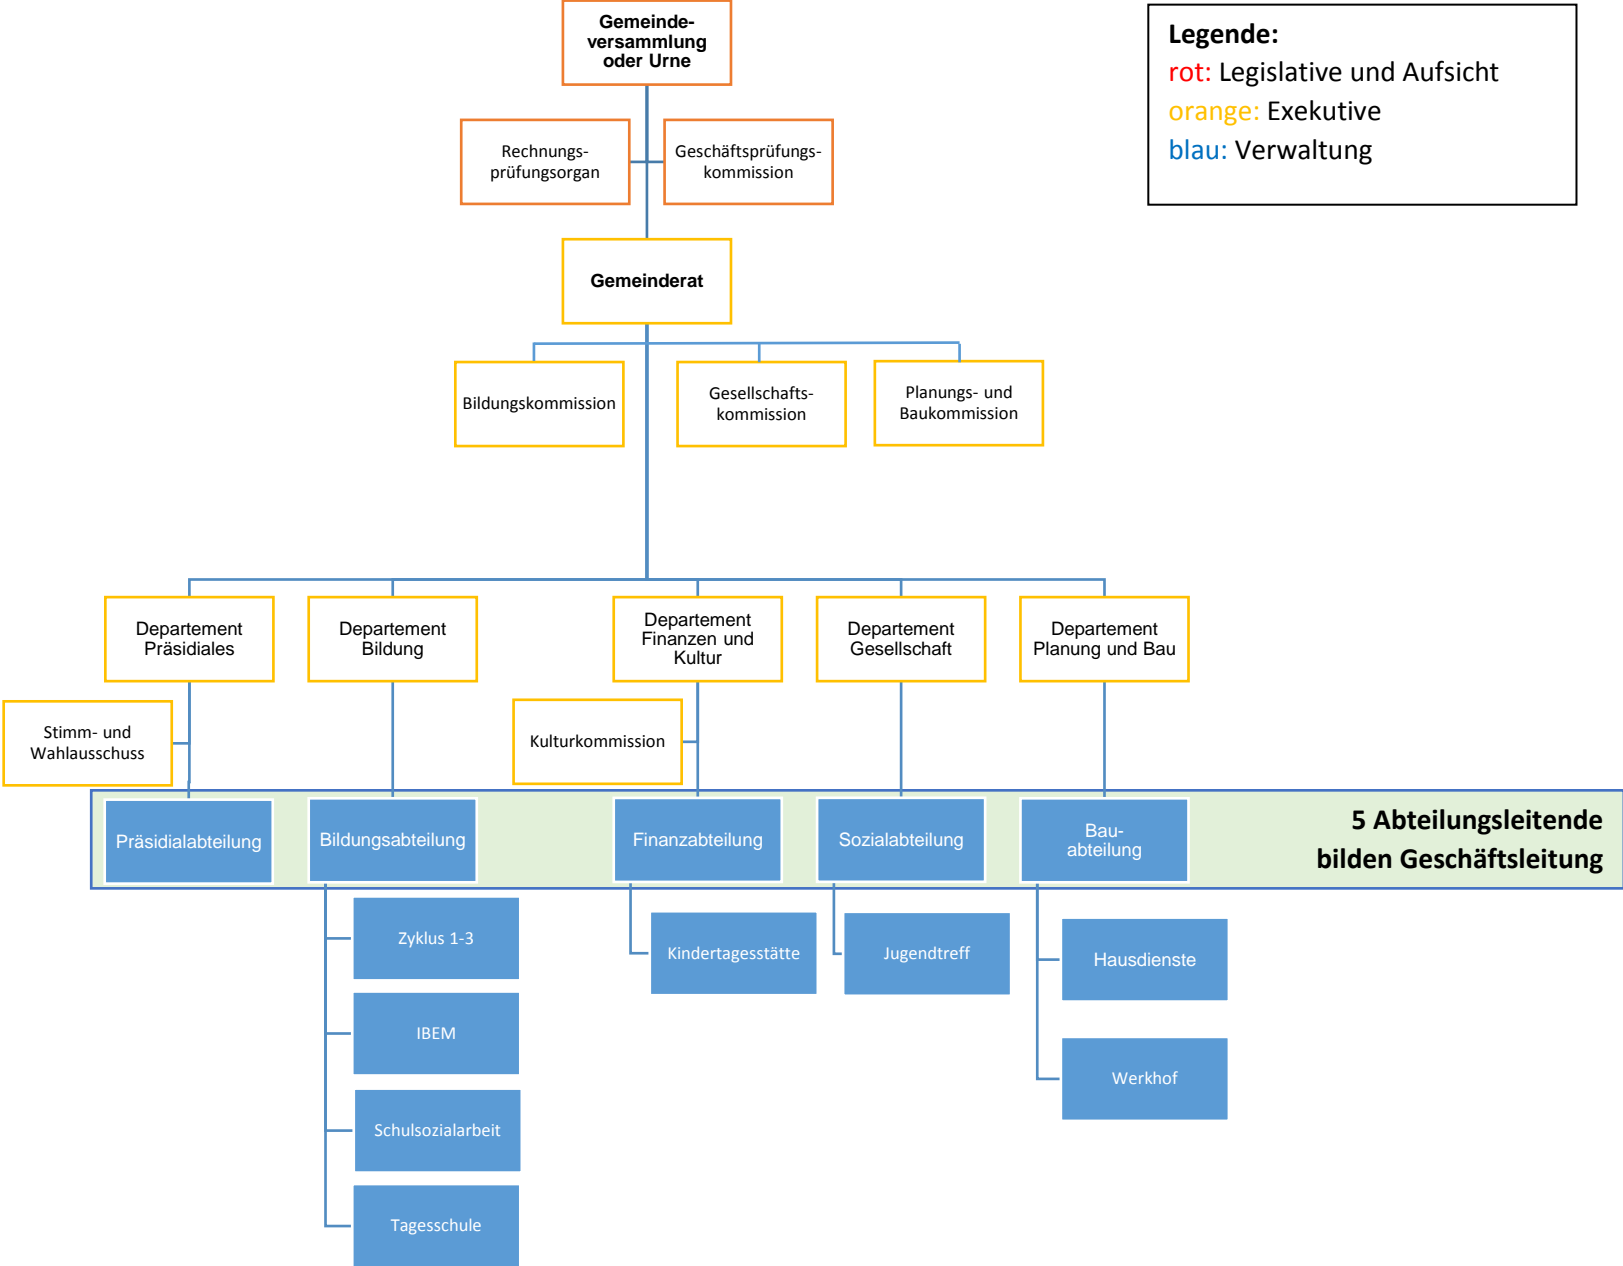 Gemeinde-
versammlung
oder Urne
Legende:
rot: Legislative und Aufsicht
orange: Exekutive
blau: Verwaltung
Rechnungs-
prüfungsorgan
Geschäftsprüfungs-
kommission
Gemeinderat
Bildungskommission
Gesellschafts-
kommission
Planungs- und
Baukommission
Departement
Präsidiales
Departement
Bildung
Departement
Finanzen und
Kultur
Departement
Gesellschaft
Departement
Planung und Bau
Stimm- und
Wahlausschuss
Kulturkommission
Präsidialabteilung
Bildungsabteilung
Finanzabteilung
Sozialabteilung
Bau-
abteilung
5 Abteilungsleitende
bilden Geschäftsleitung
Zyklus 1-3
IBEM
Schulsozialarbeit
Tagesschule
Kindertagesstätte
Jugendtreff
Hausdienste
Werkhof